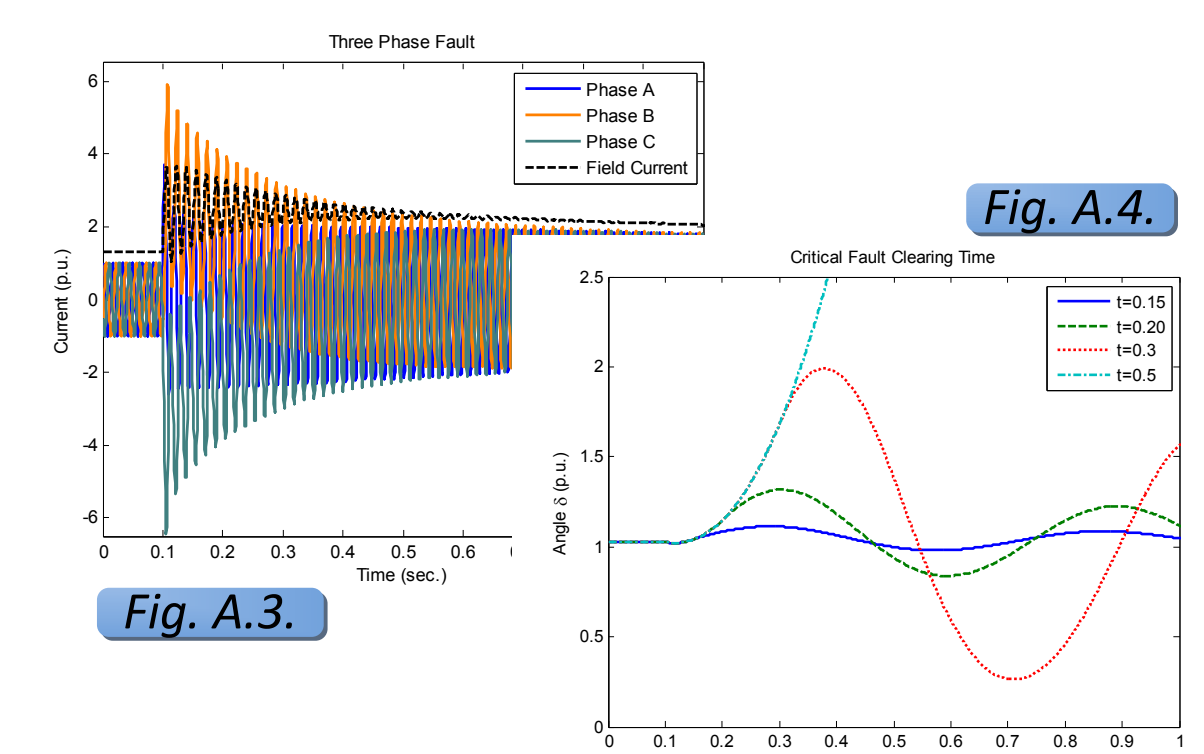 Three Phase Fault
6
4
2
0
-2
-4
-6
Current (p.u.)
Phase A
Phase B
Phase C
Field Current
0 0.1 0.2 0.3 0.4 0.5 0.6
Time (sec.)
Fig. A.3.
Fig. A.4.
Critical Fault Clearing Time
2.5
2
1.5
1
0.5
0
Angle δ (p.u.)
t=0.15
t=0.20
t=0.3
t=0.5
0 0.1 0.2 0.3 0.4 0.5 0.6 0.7 0.8 0.9 1